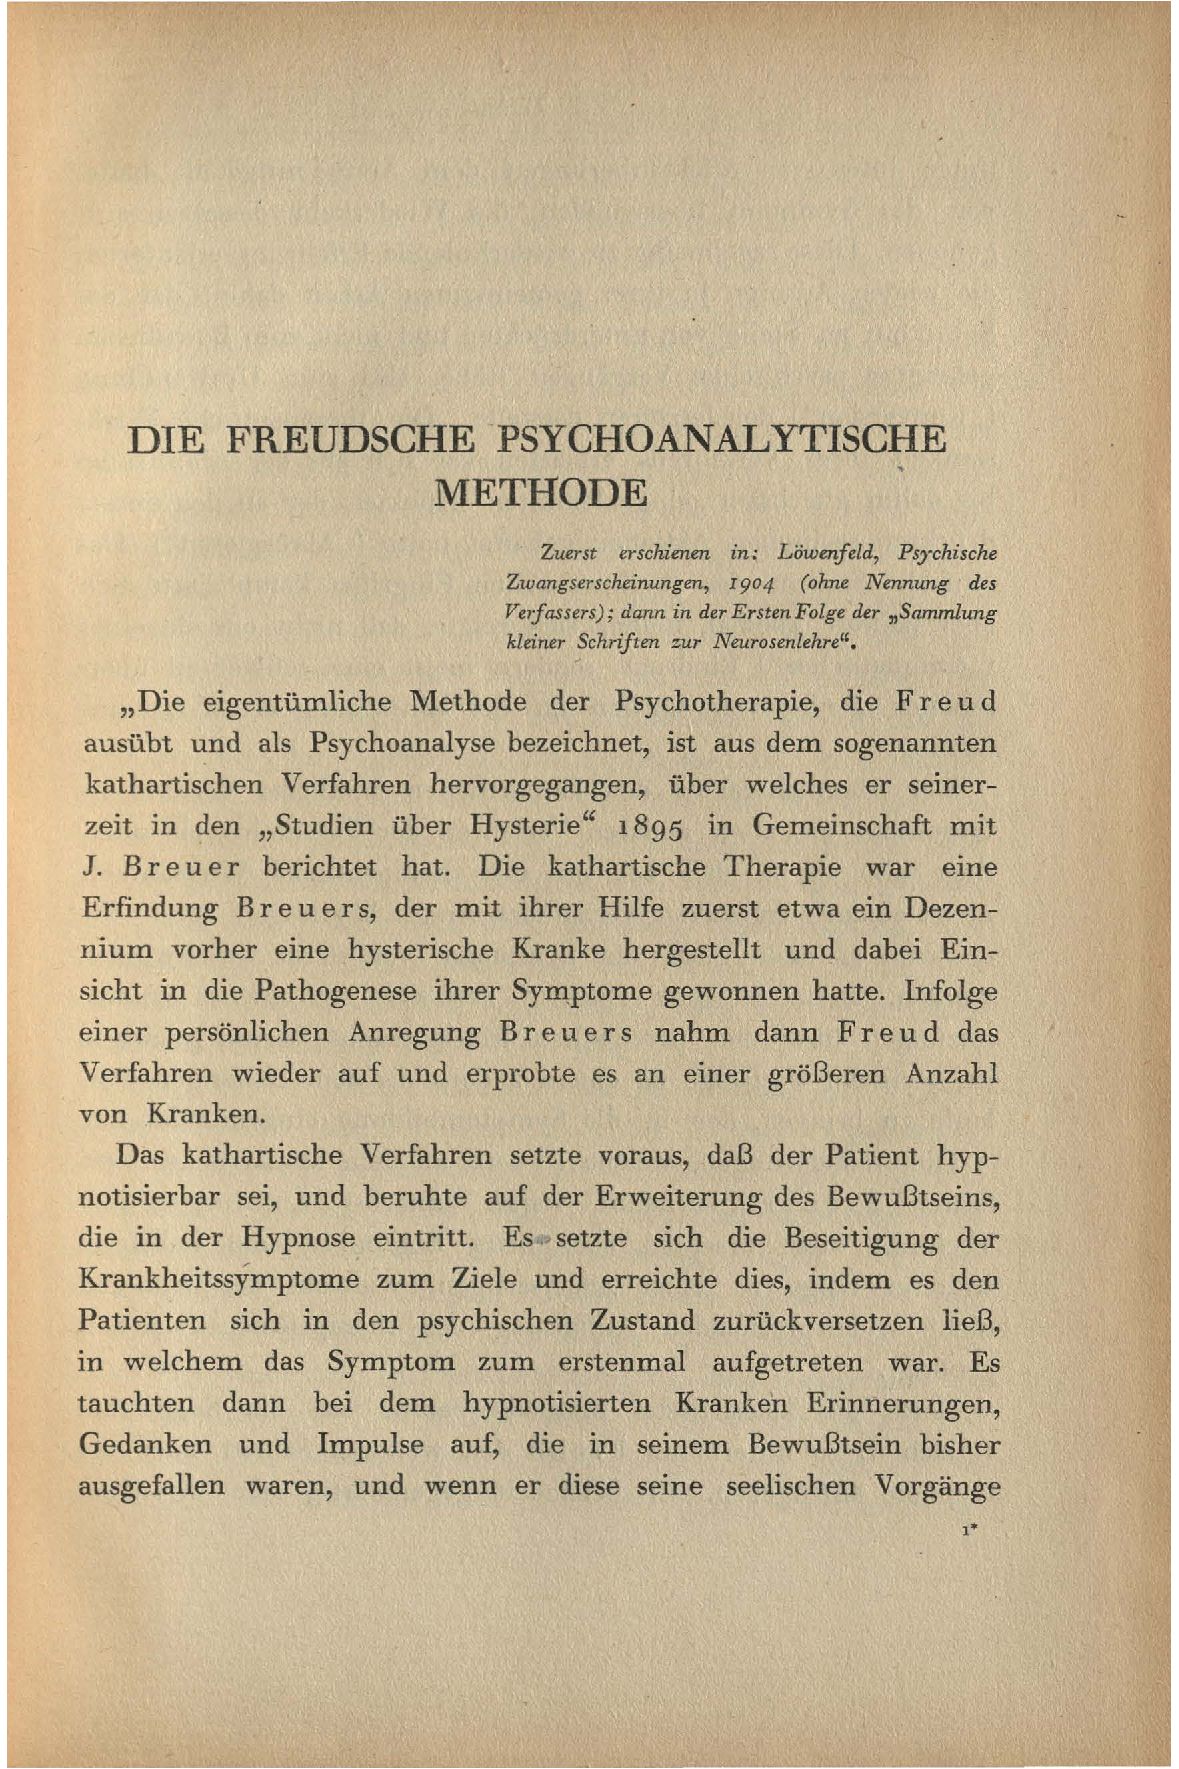 DIE FREUDSCHE PSYCHOANALYTISCHE
METHODE
Zuerst erschienen in: Löwenfeld, Psychische
Zwangserscheinungen, 1904 (ohne Nennung des
Verfassers); dann in der Ersten Folge der „Sammlung
kleiner Schriften zur Neurosenlehre“.
„Die eigentümliche Methode der Psychotherapie, die Freud
ausübt und als Psychoanalyse bezeichnet, ist aus dem sogenannten
kathartischen Verfahren hervorgegangen, über welches er seiner-
zeit in den „Studien über Hysterie“ 1895 in Gemeinschaft mit
J. Breuer berichtet hat. Die kathartische Therapie war eine
Erfindung Breuers, der mit ihrer Hilfe zuerst etwa ein Dezen-
nium vorher eine hysterische Kranke hergestellt und dabei Ein-
sicht in die Pathogenese ihrer Symptome gewonnen hatte. Infolge
einer persönlichen Anregung Breuers nahm dann Freud das
Verfahren wieder auf und erprobte es an einer größeren Anzahl
von Kranken.
Das kathartische Verfahren setzte voraus, daß der Patient hyp-
notisierbar sei, und beruhte auf der Erweiterung des Bewußtseins,
die in der Hypnose eintritt. Es setzte sich die Beseitigung der
Krankheitssymptome zum Ziele und erreichte dies, indem es den
Patienten sich in den psychischen Zustand zurückversetzen ließ,
in welchem das Symptom zum erstenmal aufgetreten war. Es
tauchten dann bei dem hypnotisierten Kranken Erinnerungen,
Gedanken und Impulse auf, die in seinem Bewußtsein bisher
ausgefallen waren, und wenn er diese seine seelischen Vorgänge
1*